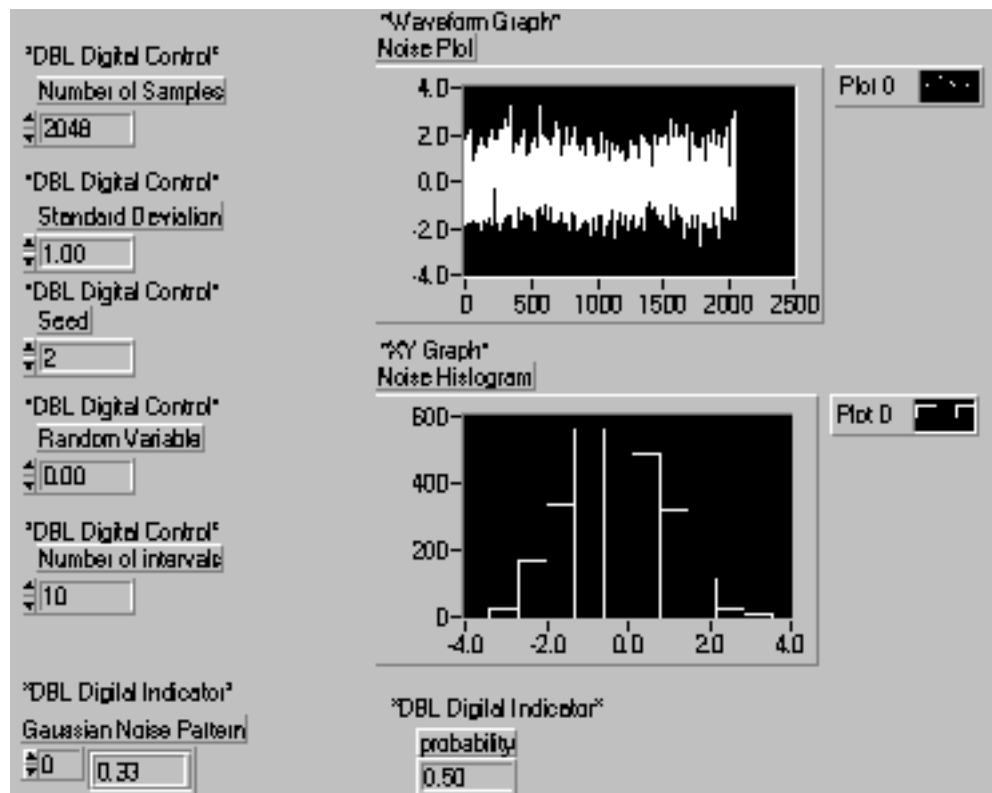 "DBL Digital Control"
Number of Samples
2048
"DBL Digital Control"
Standard Deviation
1.00
"DBL Digital Control"
Seed
2
"DBL Digital Control"
Random Variable
0.00
"DBL Digital Control"
Number of intervals
10
"DBL Digital Indicator"
Gaussian Noise Pattern
0 0.33
"Waveform Graph"
Noise Plot
Plot 0
4.0
2.0
0.0
-2.0
-4.0
0 500 1000 1500 2000 2500
"XY Graph"
Noise Histogram
Plot 0
600
400
200
0
-4.0 -2.0 0.0 2.0 4.0
"DBL Digital Indicator"
probability
0.50